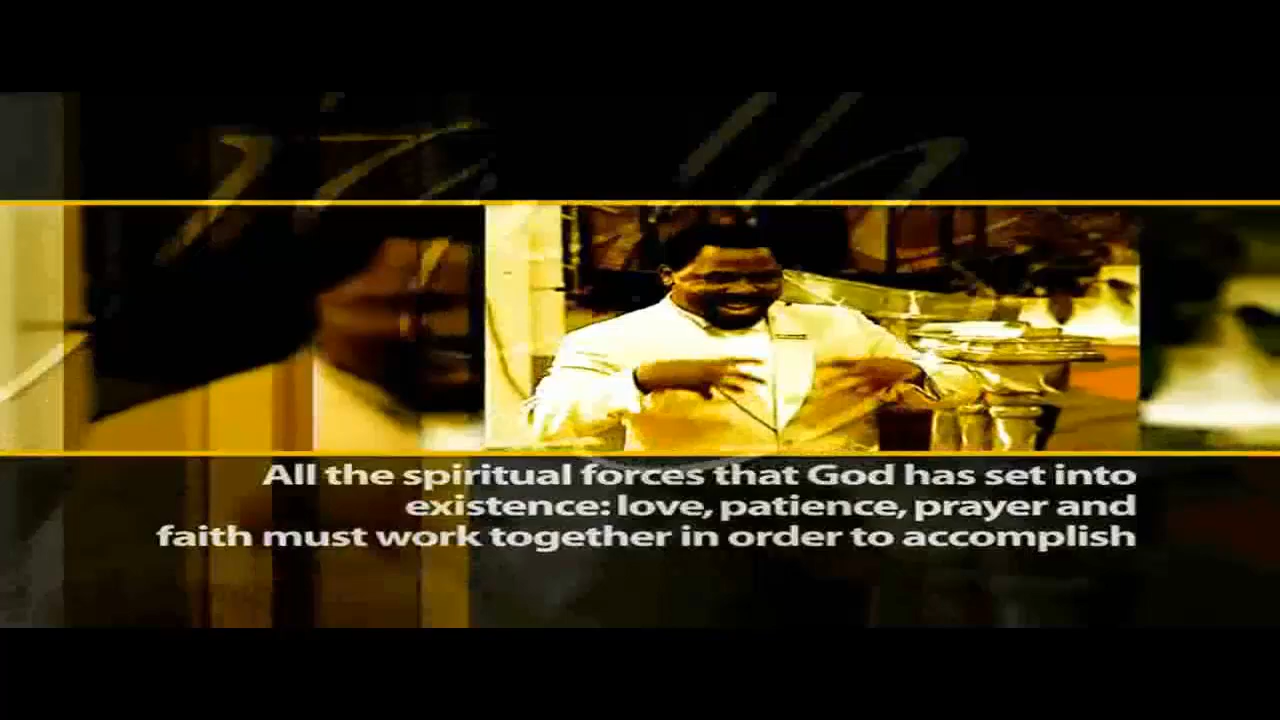 All the spiritual forces that God has set into
existence: love, patience, prayer and
faith must work together in order to accomplish